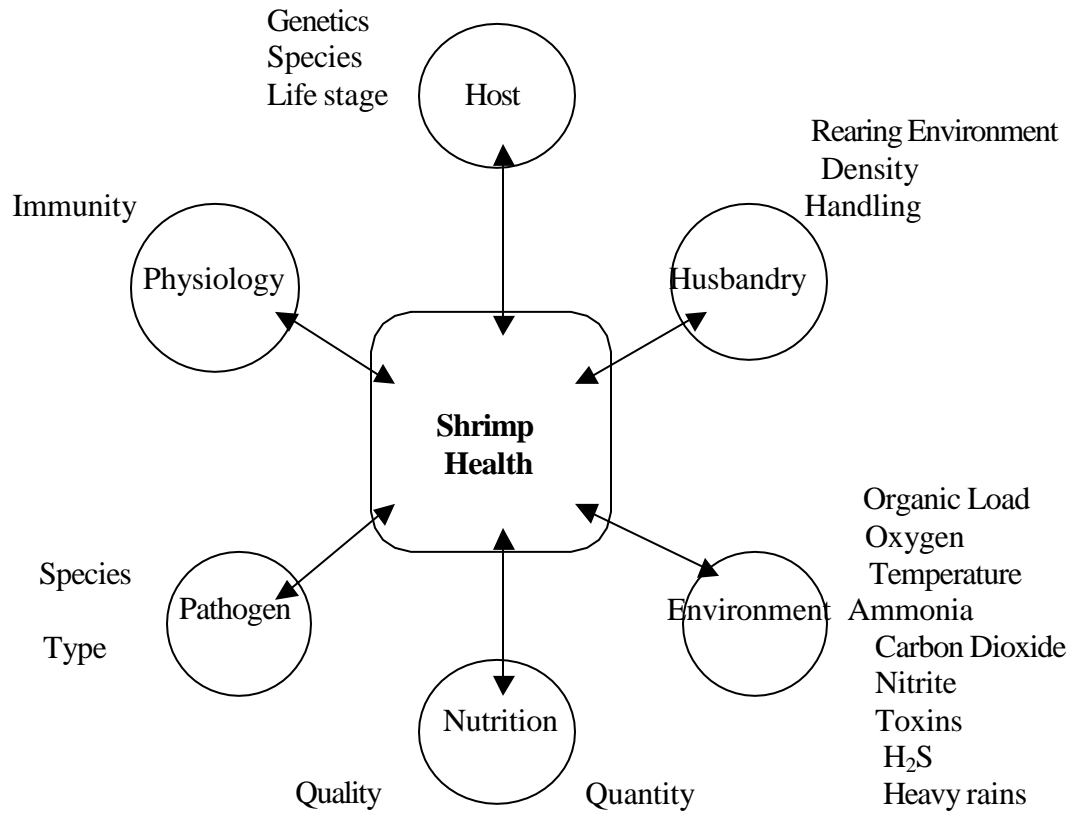 Genetics
Species
Life stage
Host
Rearing Environment
Density
Handling
Immunity
Physiology
Husbandry
Shrimp
Health
Organic Load
Oxygen
Temperature
Species
Pathogen
Environment
Ammonia
Type
Carbon Dioxide
Nitrite
Nutrition
Toxins
H₂S
Quality
Quantity
Heavy rains